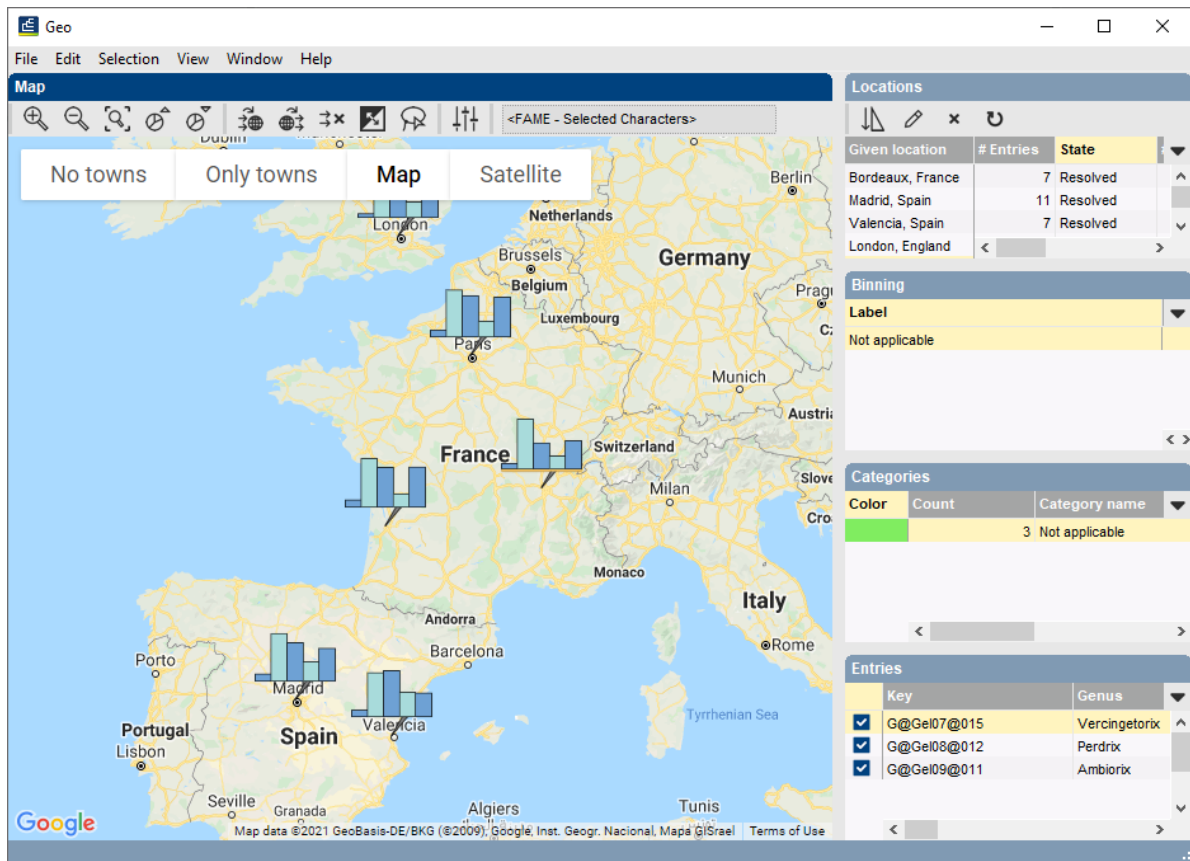 Geo
File Edit Selection View Window Help
Map
<FAME - Selected Characters>
No towns Only towns Map Satellite
Dublin
London
Netherlands
Berlin
Brussels
Belgium
Germany
Luxembourg
Paris
Munich
France
Switzerland
Milan
Monaco
Italy
Andorra
Barcelona
Rome
Porto
Madrid
Valencia
Portugal
Lisbon
Spain
Tyrrhenian Sea
Seville
Granada
Algiers
Tunis
Google
Map data ©2021 GeoBasis-DE/BKG (©2009), Google, Inst. Geogr. Nacional, Mapa GISrael Terms of Use
Locations
Given location # Entries State
Bordeaux, France 7 Resolved
Madrid, Spain 11 Resolved
Valencia, Spain 7 Resolved
London, England
Binning
Label
Not applicable
Categories
Color Count Category name
3 Not applicable
Entries
Key Genus
G@Gel07@015 Vercingetorix
G@Gel08@012 Perdrix
G@Gel09@011 Ambiorix